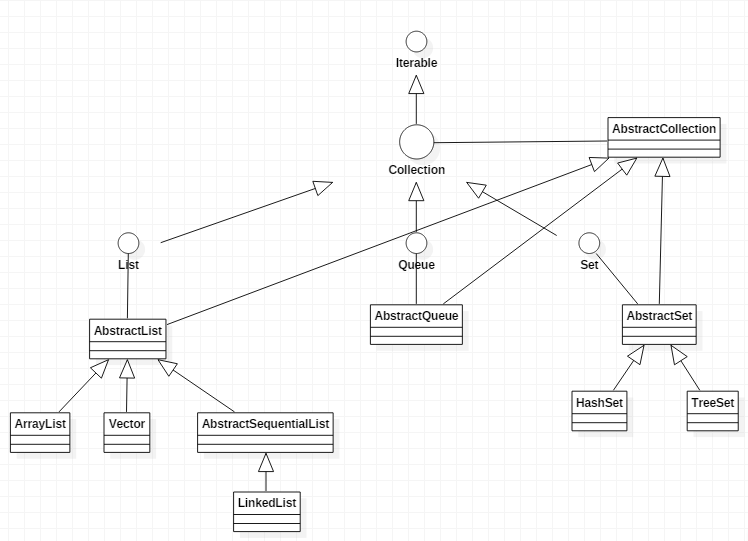 Iterable
AbstractCollection
Collection
List
Queue
Set
AbstractList
AbstractQueue
AbstractSet
ArrayList
Vector
AbstractSequentialList
HashSet
TreeSet
LinkedList